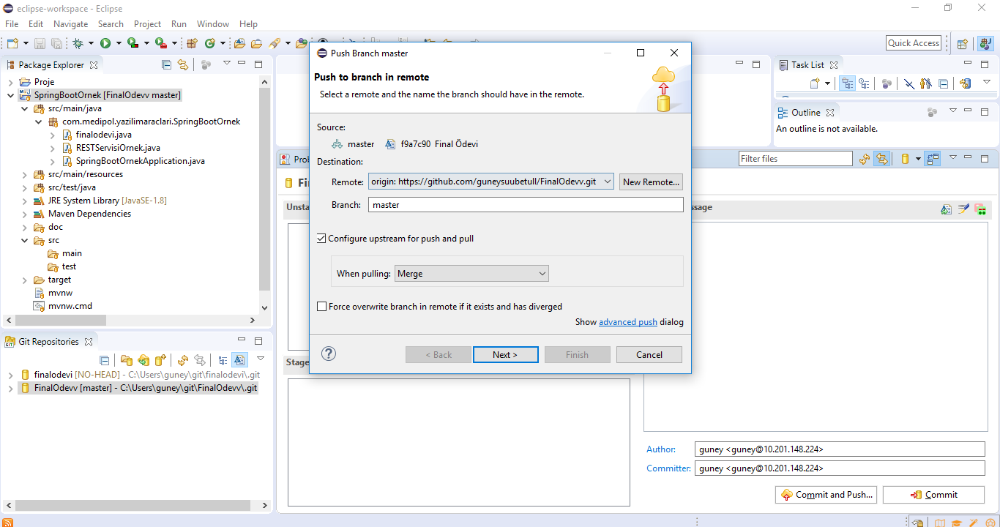 eclipse-workspace - Eclipse
File Edit Navigate Search Project Run Window Help
Quick Access
Package Explorer
Proje
SpringBootOrnek [FinalOdevv master]
src/main/java
com.medipol.yazilimaraclari.SpringBootOrnek
finalodevi.java
RESTServisiOrnek.java
SpringBootOrnekApplication.java
src/main/resources
src/test/java
JRE System Library [JavaSE-1.8]
Maven Dependencies
doc
src
main
test
target
mvnw
mvnw.cmd
Git Repositories
finalodevi [NO-HEAD] - C:\Users\guney\git\finalodevi\.git
FinalOdevv [master] - C:\Users\guney\git\FinalOdevv\.git
Push Branch master
Push to branch in remote
Select a remote and the name the branch should have in the remote.
Source:
master f9a7c90 Final Ödevi
Destination:
Remote: origin: https://github.com/guneysuubetull/FinalOdevv.git New Remote...
Branch: master
Configure upstream for push and pull
When pulling: Merge
Force overwrite branch in remote if it exists and has diverged
Show advanced push dialog
< Back Next > Finish Cancel
Task List
Outline
An outline is not available.
Prob
Filter files
Fi
Unsta
ssage
Stage
Author: guney <guney@10.201.148.224>
Committer: guney <guney@10.201.148.224>
Commit and Push... Commit